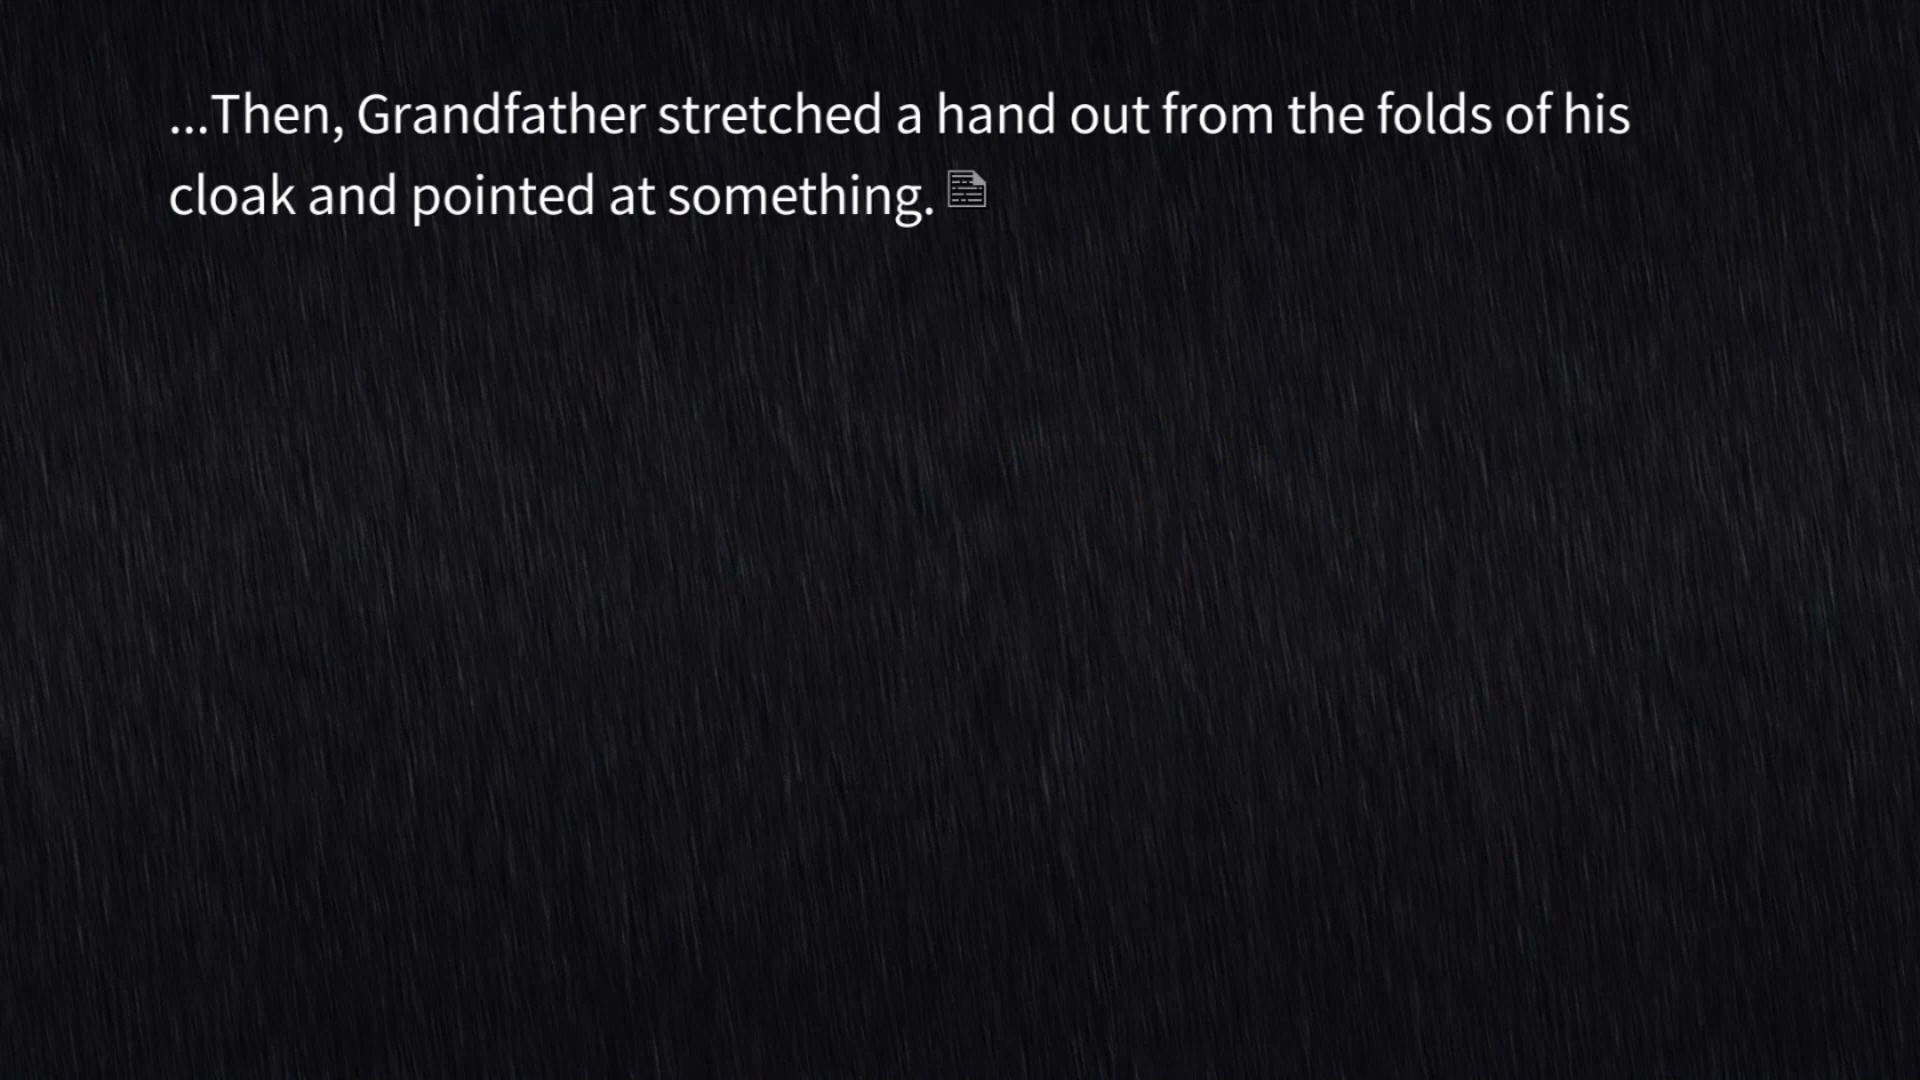 ...Then, Grandfather stretched a hand out from the folds of his
cloak and pointed at something.